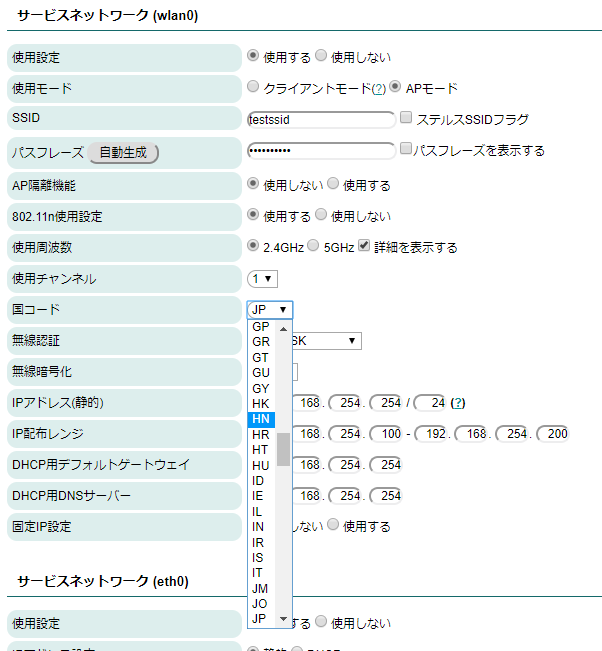 サービスネットワーク (wlan0)
使用設定 使用する 使用しない
使用モード クライアントモード(?) APモード
SSID testssid ステルスSSIDフラグ
パスフレーズ 自動生成 •••••••••• パスフレーズを表示する
AP隔離機能 使用しない 使用する
802.11n使用設定 使用する 使用しない
使用周波数 2.4GHz 5GHz 詳細を表示する
使用チャンネル 1
国コード JP
GP
GR
無線認証 SK
GT
GU
無線暗号化
GY
HK
IPアドレス(静的) 168. 254. 254 / 24 (?)
HN
HR
IP配布レンジ 168. 254. 100 - 192. 168. 254. 200
HT
HU
DHCP用デフォルトゲートウェイ 168. 254. 254
ID
IE
DHCP用DNSサーバー 168. 254. 254
IL
IN
固定IP設定 しない 使用する
IR
IS
IT
サービスネットワーク (eth0)
JM
JO
JP
使用設定 する 使用しない